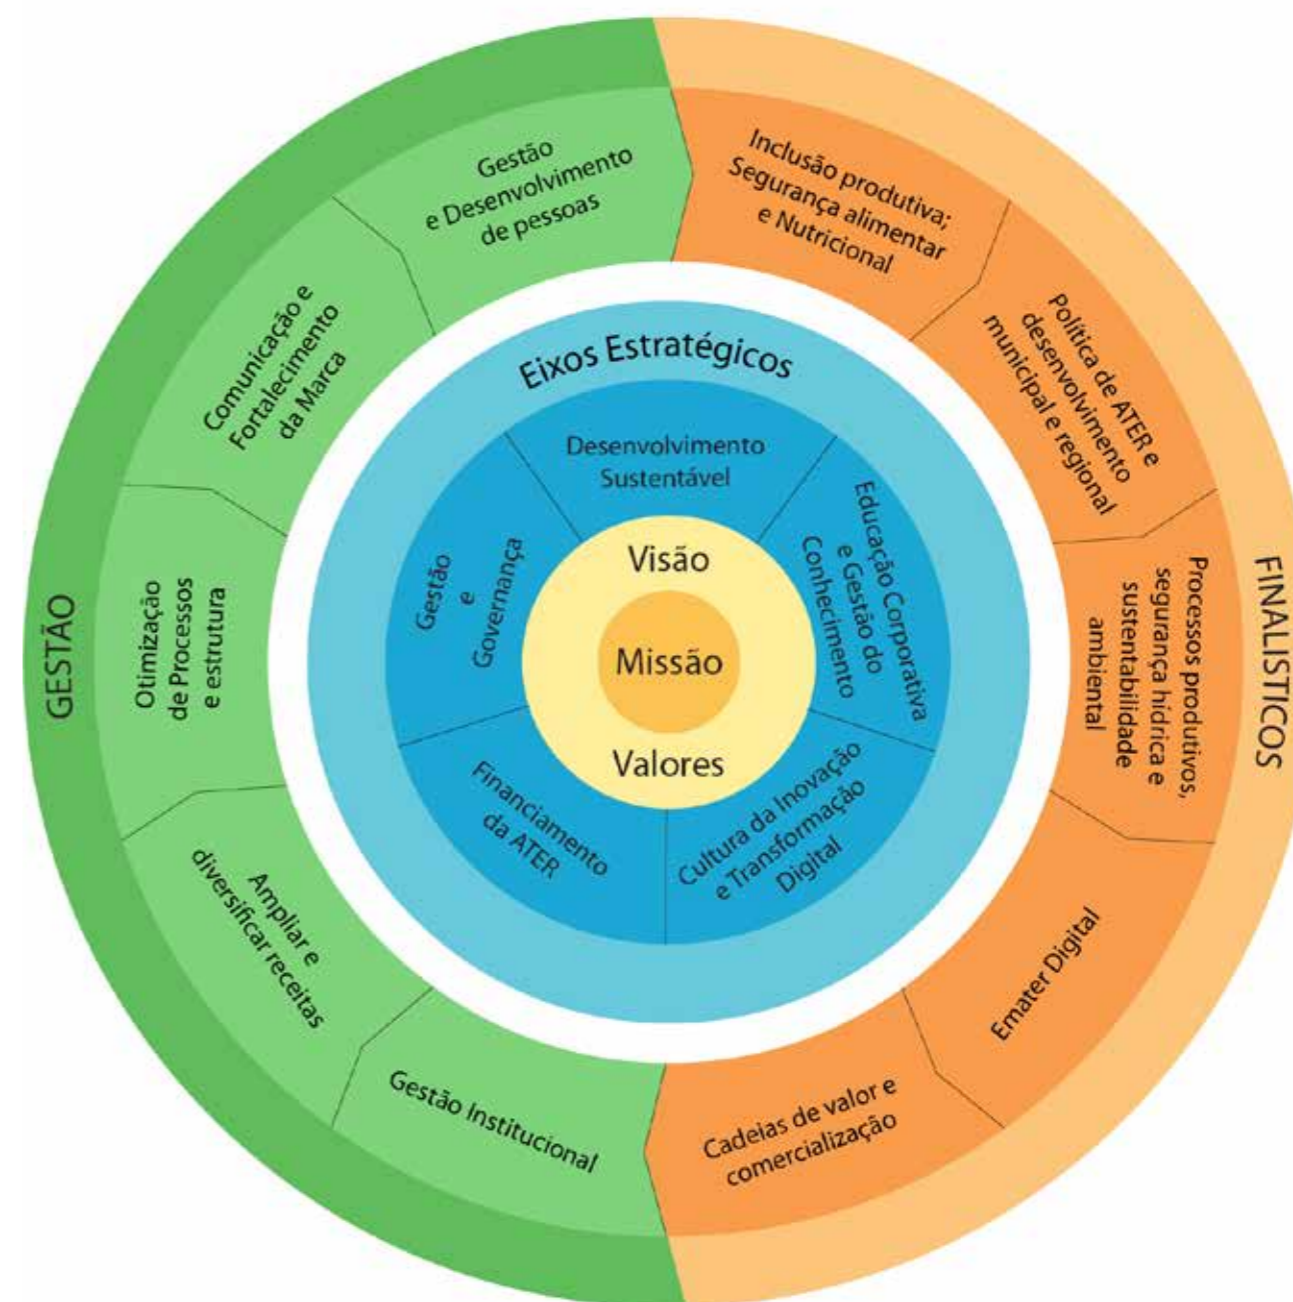 GESTÃO
Gestão
e Desenvolvimento
de pessoas
Comunicação e
Fortalecimento
da Marca
Otimização
de Processos
e estrutura
Ampliar e
diversificar receitas
Gestão Institucional
FINALISTICOS
Inclusão produtiva;
Segurança alimentar
e Nutricional
Política de ATER e
desenvolvimento
municipal e regional
Processos produtivos,
segurança hídrica e
sustentabilidade
ambiental
Emater Digital
Cadeias de valor e
comercialização
Eixos Estratégicos
Desenvolvimento
Sustentável
Educação Corporativa
e Gestão do
Conhecimento
Cultura da Inovação
e Transformação
Digital
Financiamento
da ATER
Gestão
e
Governança
Visão
Missão
Valores